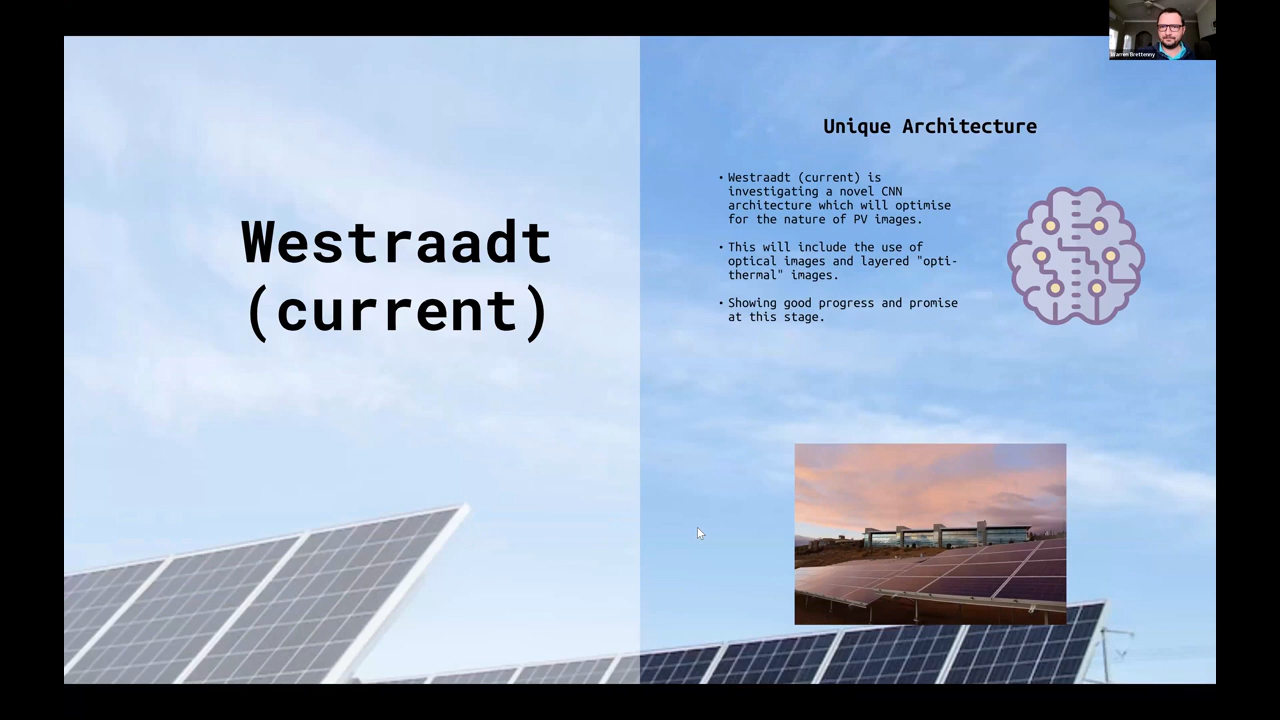 Warren Brettenny
Westraadt
(current)
Unique Architecture
• Westraadt (current) is
investigating a novel CNN
architecture which will optimise
for the nature of PV images.
• This will include the use of
optical images and layered "opti-
thermal" images.
• Showing good progress and promise
at this stage.